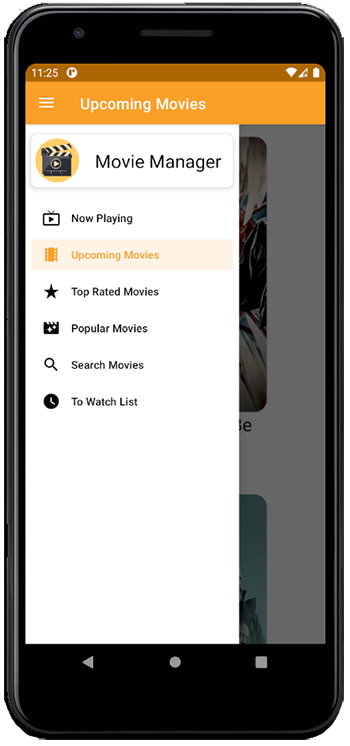 11:25
Upcoming Movies
Movie Manager
Now Playing
Upcoming Movies
Top Rated Movies
Popular Movies
Search Movies
To Watch List